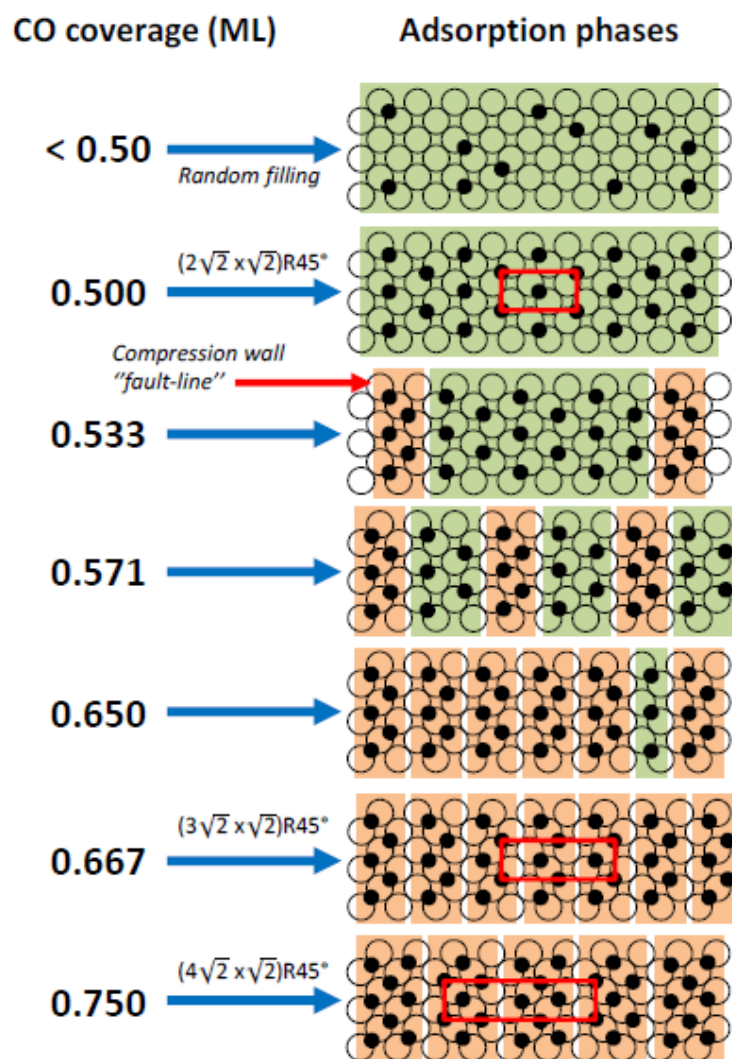 CO coverage (ML) Adsorption phases
< 0.50
Random filling
(2√2 x√2)R45°
0.500
Compression wall
‘‘fault-line’’
0.533
0.571
0.650
(3√2 x√2)R45°
0.667
(4√2 x√2)R45°
0.750